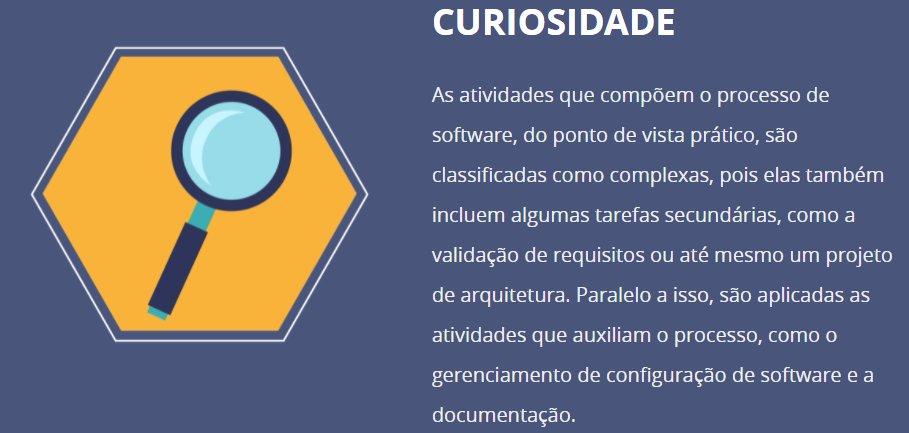 CURIOSIDADE
As atividades que compõem o processo de
software, do ponto de vista prático, são
classificadas como complexas, pois elas também
incluem algumas tarefas secundárias, como a
validação de requisitos ou até mesmo um projeto
de arquitetura. Paralelo a isso, são aplicadas as
atividades que auxiliam o processo, como o
gerenciamento de configuração de software e a
documentação.